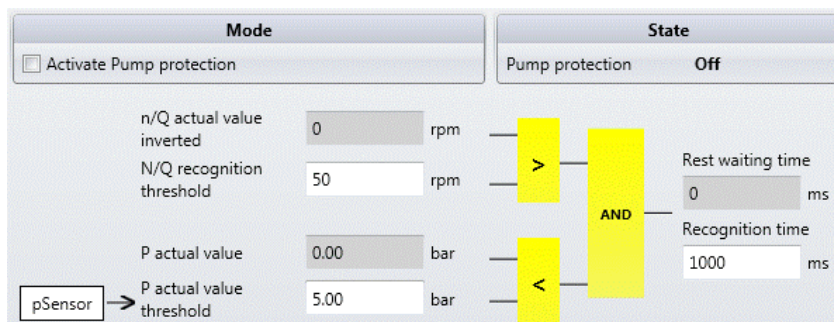 Mode
State
Activate Pump protection
Pump protection Off
n/Q actual value
inverted
0 rpm
>
N/Q recognition
threshold
50 rpm
AND
Rest waiting time
0 ms
Recognition time
1000 ms
P actual value
0.00 bar
<
pSensor
P actual value
threshold
5.00 bar